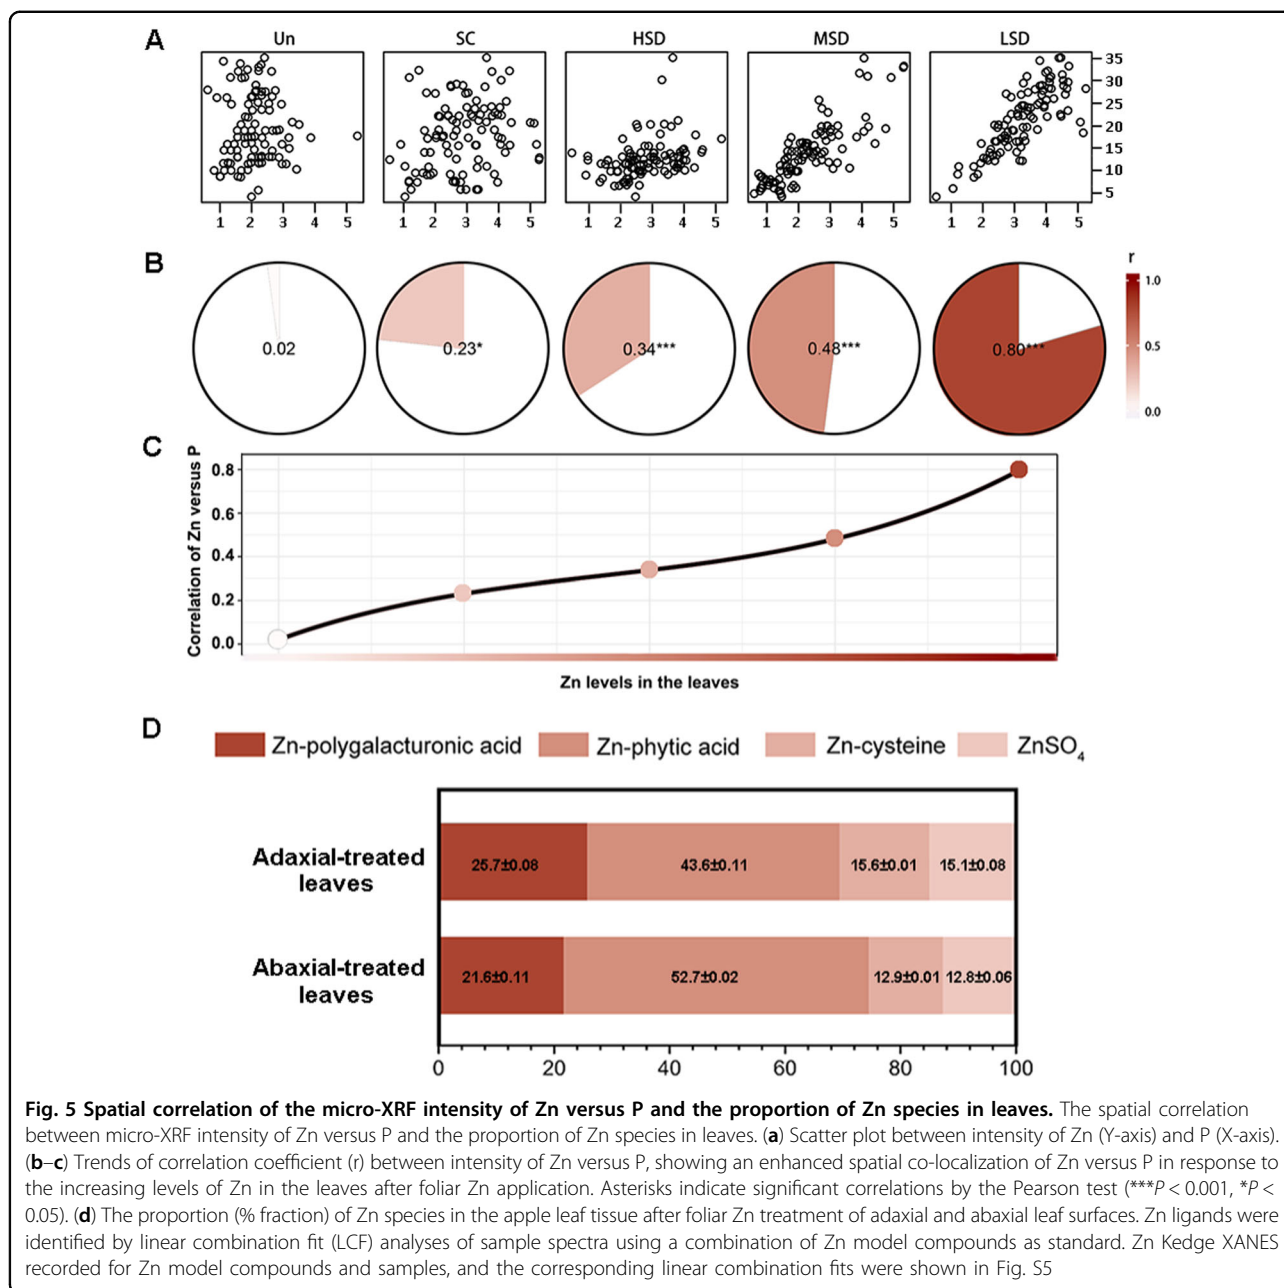 A
Un SC HSD MSD LSD
35
30
25
20
15
10
5
1 2 3 4 5 1 2 3 4 5 1 2 3 4 5 1 2 3 4 5 1 2 3 4 5
B
r
1.0
0.5
0.0
0.02 0.23* 0.34*** 0.48*** 0.80***
C
Correlation of Zn versus P
0.8
0.6
0.4
0.2
0.0
Zn levels in the leaves
D
Zn-polygalacturonic acid Zn-phytic acid Zn-cysteine ZnSO₄
Adaxial-treated
leaves
25.7±0.08 43.6±0.11 15.6±0.01 15.1±0.08
Abaxial-treated
leaves
21.6±0.11 52.7±0.02 12.9±0.01 12.8±0.06
0 20 40 60 80 100
Fig. 5 Spatial correlation of the micro-XRF intensity of Zn versus P and the proportion of Zn species in leaves. The spatial correlation
between micro-XRF intensity of Zn versus P and the proportion of Zn species in leaves. (a) Scatter plot between intensity of Zn (Y-axis) and P (X-axis).
(b–c) Trends of correlation coefficient (r) between intensity of Zn versus P, showing an enhanced spatial co-localization of Zn versus P in response to
the increasing levels of Zn in the leaves after foliar Zn application. Asterisks indicate significant correlations by the Pearson test (***P < 0.001, *P <
0.05). (d) The proportion (% fraction) of Zn species in the apple leaf tissue after foliar Zn treatment of adaxial and abaxial leaf surfaces. Zn ligands were
identified by linear combination fit (LCF) analyses of sample spectra using a combination of Zn model compounds as standard. Zn Kedge XANES
recorded for Zn model compounds and samples, and the corresponding linear combination fits were shown in Fig. S5